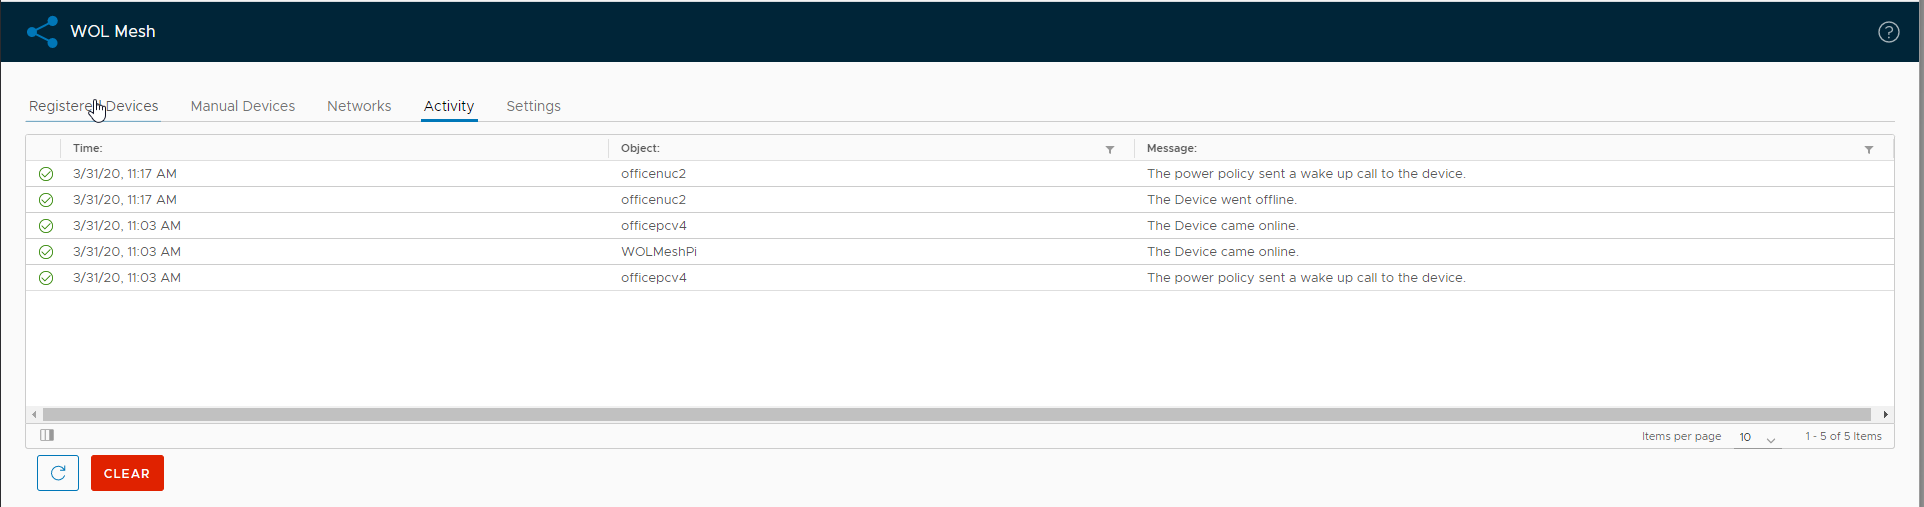 WOL Mesh
?
Registered Devices Manual Devices Networks Activity Settings
Time: Object: Message:
3/31/20, 11:17 AM officenuc2 The power policy sent a wake up call to the device.
3/31/20, 11:17 AM officenuc2 The Device went offline.
3/31/20, 11:03 AM officepcv4 The Device came online.
3/31/20, 11:03 AM WOLMeshPi The Device came online.
3/31/20, 11:03 AM officepcv4 The power policy sent a wake up call to the device.
Items per page 10 1 - 5 of 5 Items
CLEAR